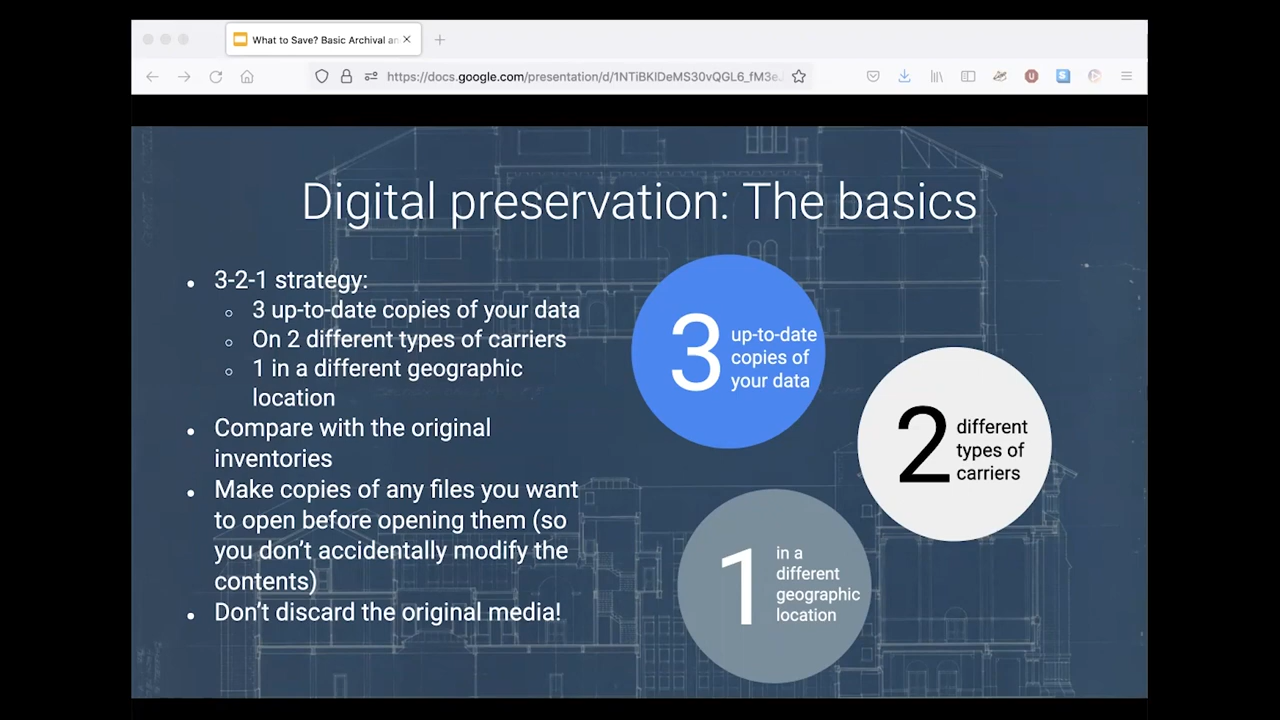 What to Save? Basic Archival an
https://docs.google.com/presentation/d/1NTiBKIDeMS30vQGL6_fM3e.
Digital preservation: The basics
• 3-2-1 strategy:
○ 3 up-to-date copies of your data
○ On 2 different types of carriers
○ 1 in a different geographic
location
• Compare with the original
inventories
• Make copies of any files you want
to open before opening them (so
you don’t accidentally modify the
contents)
• Don’t discard the original media!
3
up-to-date
copies of
your data
2
different
types of
carriers
1
in a
different
geographic
location